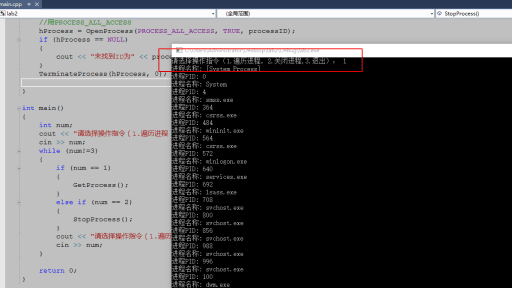 main.cpp
lab2
(全局范围)
StopProcess()
//用PROCESS_ALL_ACCESS
hProcess = OpenProcess(PROCESS_ALL_ACCESS, TRUE, processID);
if (hProcess == NULL)
{
cout << "未找到ID为" << proc
}
TerminateProcess(hProcess, 0);
}
int main()
{
int num;
cout << "请选择操作指令（1.遍历进程
cin >> num;
while (num!=3)
{
if (num == 1)
{
GetProcess();
}
else if (num == 2)
{
StopProcess();
}
cout << "请选择操作指令（1.遍历
cin >> num;
}
return 0;
}
请选择操作指令（1.遍历进程，2.关闭进程,3.退出）： 1
进程名称: [System Process]
进程PID: 0
进程名称: System
进程PID: 4
进程名称: smss.exe
进程PID: 364
进程名称: csrss.exe
进程PID: 484
进程名称: wininit.exe
进程PID: 564
进程名称: csrss.exe
进程PID: 572
进程名称: winlogon.exe
进程PID: 640
进程名称: services.exe
进程PID: 692
进程名称: lsass.exe
进程PID: 708
进程名称: svchost.exe
进程PID: 800
进程名称: svchost.exe
进程PID: 856
进程名称: svchost.exe
进程PID: 988
进程名称: svchost.exe
进程PID: 996
进程名称: svchost.exe
进程PID: 100
进程名称: dwm.exe